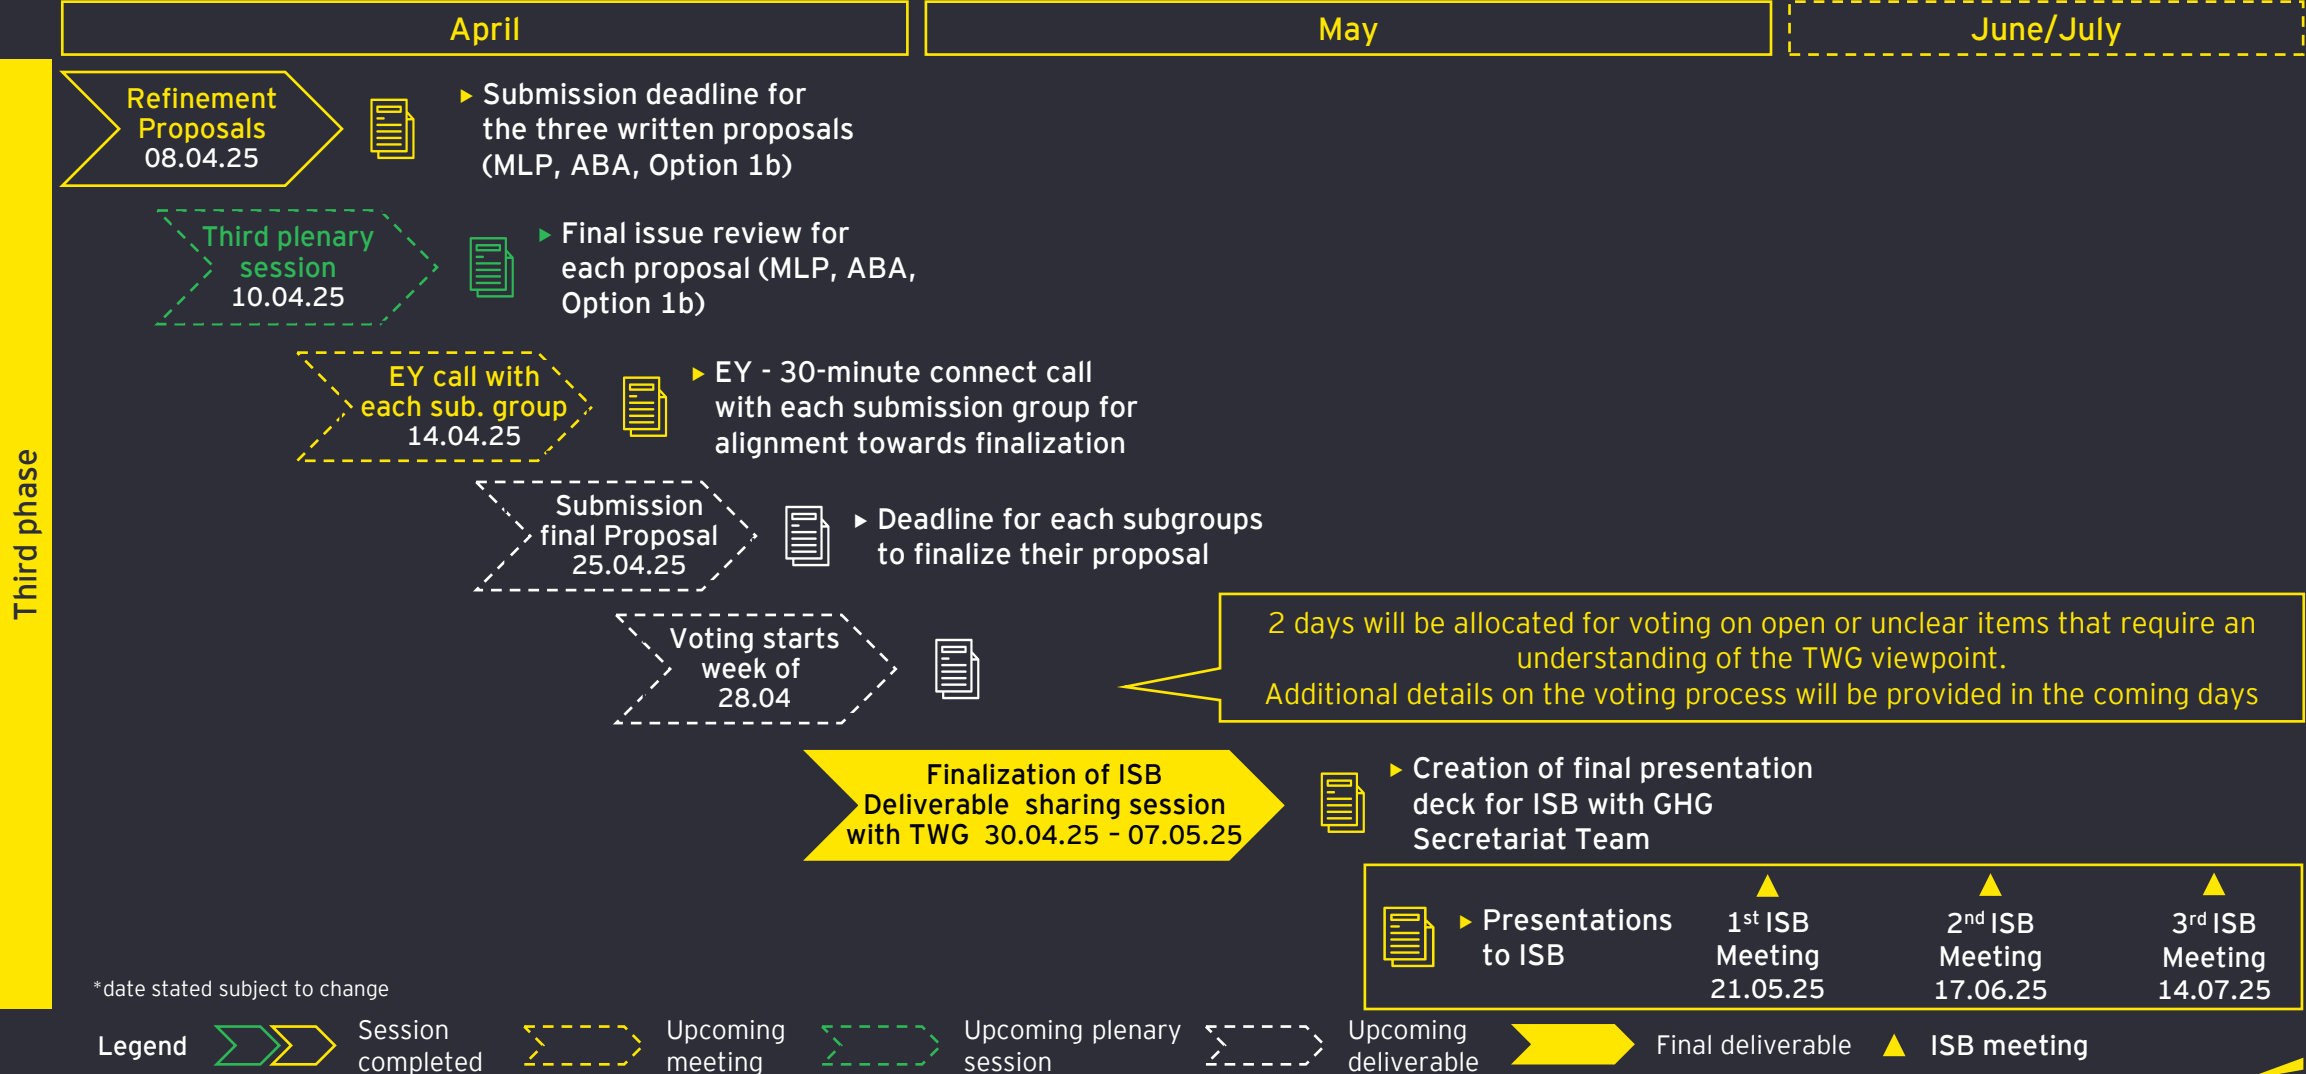 April
May
June/July
Third phase
Refinement
Proposals
08.04.25
▸ Submission deadline for
the three written proposals
(MLP, ABA, Option 1b)
Third plenary
session
10.04.25
▸ Final issue review for
each proposal (MLP, ABA,
Option 1b)
EY call with
each sub. group
14.04.25
▸ EY - 30-minute connect call
with each submission group for
alignment towards finalization
Submission
final Proposal
25.04.25
▸ Deadline for each subgroups
to finalize their proposal
Voting starts
week of
28.04
2 days will be allocated for voting on open or unclear items that require an
understanding of the TWG viewpoint.
Additional details on the voting process will be provided in the coming days
Finalization of ISB
Deliverable sharing session
with TWG 30.04.25 – 07.05.25
▸ Creation of final presentation
deck for ISB with GHG
Secretariat Team
▸ Presentations
to ISB
1st ISB
Meeting
21.05.25
2nd ISB
Meeting
17.06.25
3rd ISB
Meeting
14.07.25
*date stated subject to change
Legend
Session
completed
Upcoming
meeting
Upcoming plenary
session
Upcoming
deliverable
Final deliverable
ISB meeting